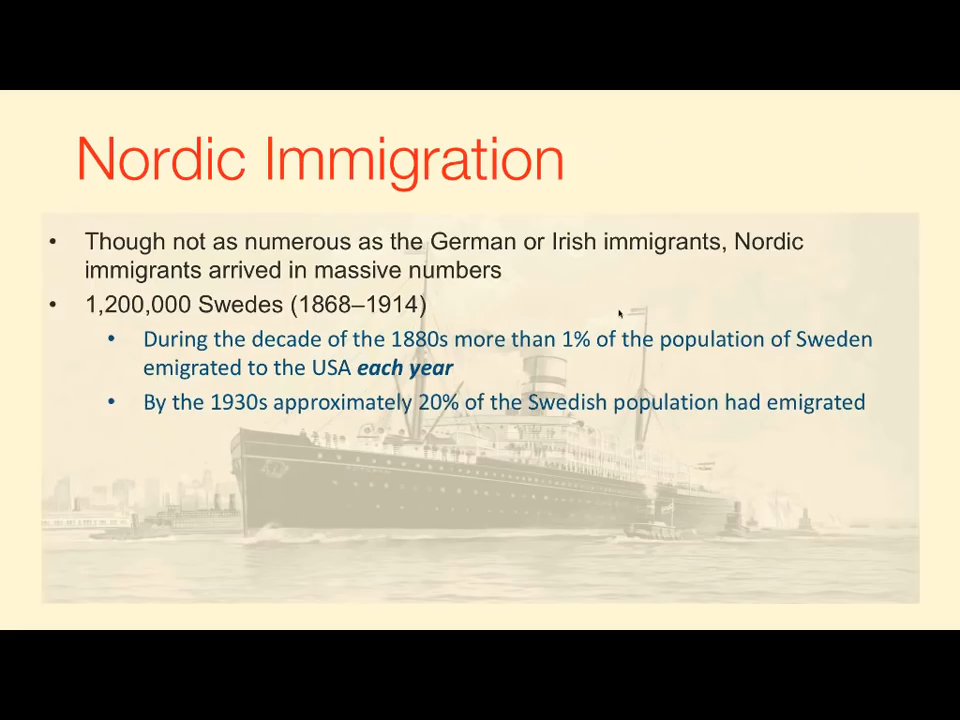 Nordic Immigration
• Though not as numerous as the German or Irish immigrants, Nordic
immigrants arrived in massive numbers
• 1,200,000 Swedes (1868–1914)
• During the decade of the 1880s more than 1% of the population of Sweden
emigrated to the USA each year
• By the 1930s approximately 20% of the Swedish population had emigrated